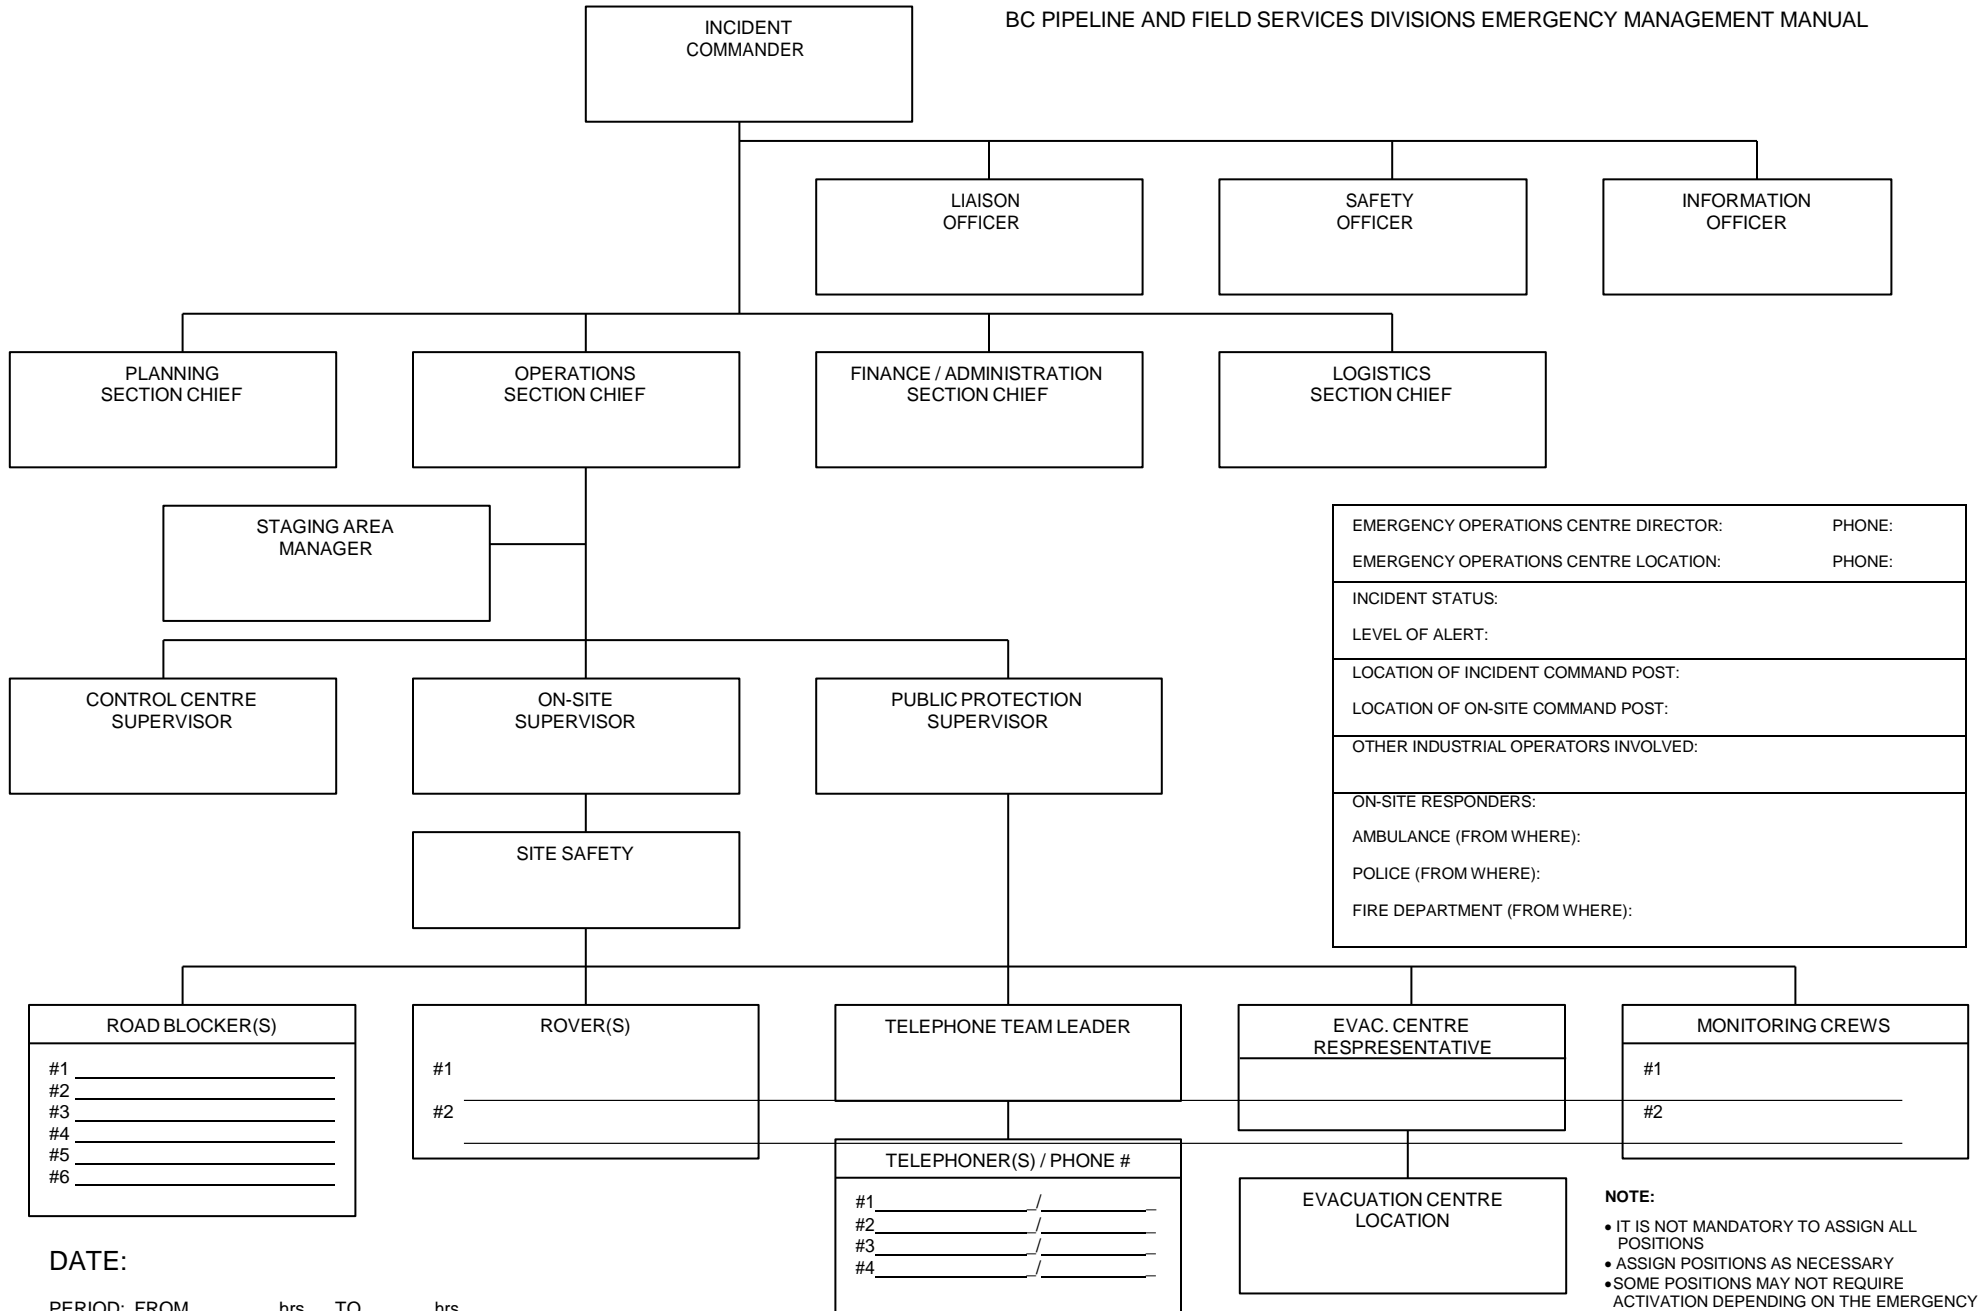 BC PIPELINE AND FIELD SERVICES DIVISIONS EMERGENCY MANAGEMENT MANUAL
INCIDENT
COMMANDER
LIAISON
OFFICER
SAFETY
OFFICER
INFORMATION
OFFICER
PLANNING
SECTION CHIEF
OPERATIONS
SECTION CHIEF
FINANCE / ADMINISTRATION
SECTION CHIEF
LOGISTICS
SECTION CHIEF
STAGING AREA
MANAGER
EMERGENCY OPERATIONS CENTRE DIRECTOR: PHONE:
EMERGENCY OPERATIONS CENTRE LOCATION: PHONE:
INCIDENT STATUS:
LEVEL OF ALERT:
LOCATION OF INCIDENT COMMAND POST:
LOCATION OF ON-SITE COMMAND POST:
OTHER INDUSTRIAL OPERATORS INVOLVED:
ON-SITE RESPONDERS:
AMBULANCE (FROM WHERE):
POLICE (FROM WHERE):
FIRE DEPARTMENT (FROM WHERE):
CONTROL CENTRE
SUPERVISOR
ON-SITE
SUPERVISOR
PUBLIC PROTECTION
SUPERVISOR
SITE SAFETY
ROAD BLOCKER(S)
#1
#2
#3
#4
#5
#6
ROVER(S)
#1
#2
TELEPHONE TEAM LEADER
EVAC. CENTRE
RESPRESENTATIVE
MONITORING CREWS
#1
#2
TELEPHONER(S) / PHONE #
#1 /
#2 /
#3 /
#4 /
EVACUATION CENTRE
LOCATION
NOTE:
• IT IS NOT MANDATORY TO ASSIGN ALL
POSITIONS
• ASSIGN POSITIONS AS NECESSARY
• SOME POSITIONS MAY NOT REQUIRE
ACTIVATION DEPENDING ON THE EMERGENCY
DATE:
PERIOD: FROM hrs. TO hrs.